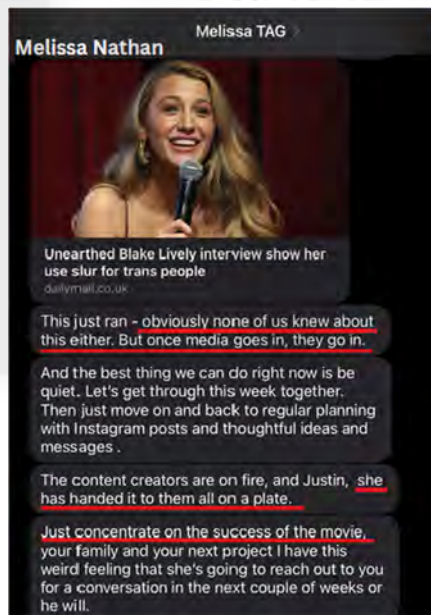 Melissa TAG >
Melissa Nathan
Unearthed Blake Lively interview show her
use slur for trans people
dailymail.co.uk
This just ran - obviously none of us knew about
this either. But once media goes in, they go in.
And the best thing we can do right now is be
quiet. Let's get through this week together.
Then just move on and back to regular planning
with Instagram posts and thoughtful ideas and
messages .
The content creators are on fire, and Justin, she
has handed it to them all on a plate.
Just concentrate on the success of the movie,
your family and your next project I have this
weird feeling that she's going to reach out to you
for a conversation in the next couple of weeks or
he will.